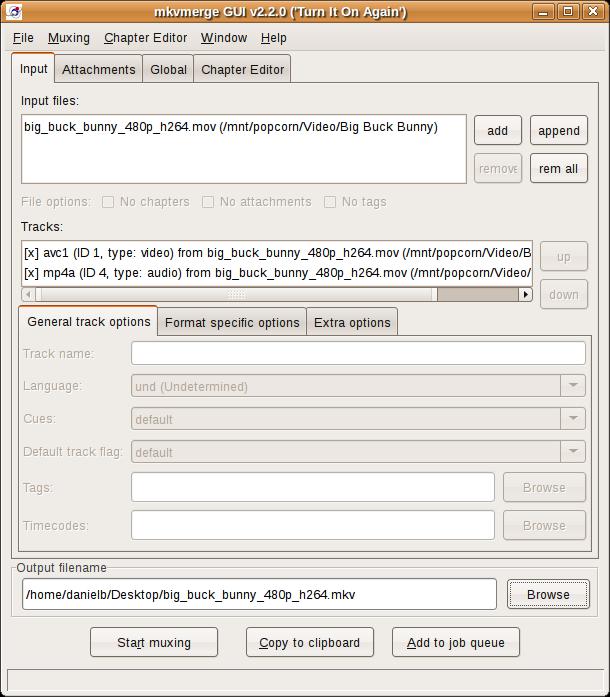 mkvmerge GUI v2.2.0 ('Turn It On Again')
File Muxing Chapter Editor Window Help
Input Attachments Global Chapter Editor
Input files:
big_buck_bunny_480p_h264.mov (/mnt/popcorn/Video/Big Buck Bunny)
add append
remove rem all
File options: No chapters No attachments No tags
Tracks:
[x] avc1 (ID 1, type: video) from big_buck_bunny_480p_h264.mov (/mnt/popcorn/Video/B
[x] mp4a (ID 4, type: audio) from big_buck_bunny_480p_h264.mov (/mnt/popcorn/Video/
up
down
General track options Format specific options Extra options
Track name:
Language: und (Undetermined)
Cues: default
Default track flag: default
Tags: Browse
Timecodes: Browse
Output filename
/home/danielb/Desktop/big_buck_bunny_480p_h264.mkv Browse
Start muxing Copy to clipboard Add to job queue